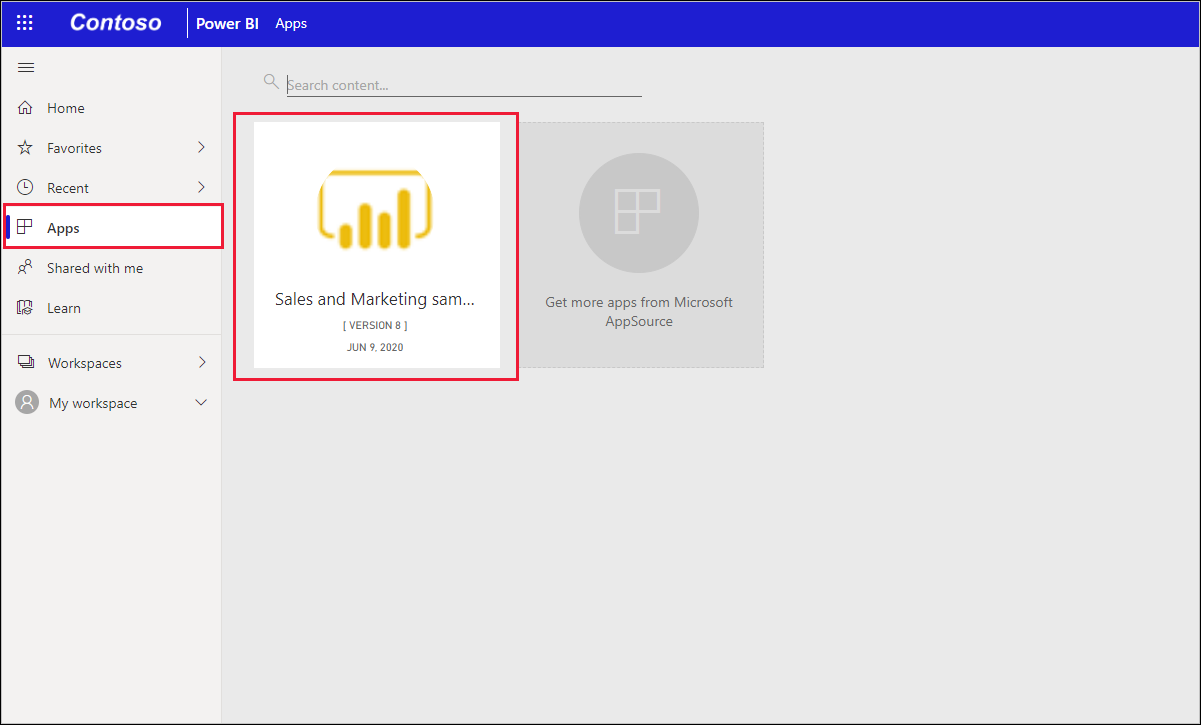 Contoso
Power BI
Apps
Search content...
Home
Favorites
Recent
Apps
Shared with me
Learn
Workspaces
My workspace
Sales and Marketing sam...
[ VERSION 8 ]
JUN 9, 2020
Get more apps from Microsoft
AppSource